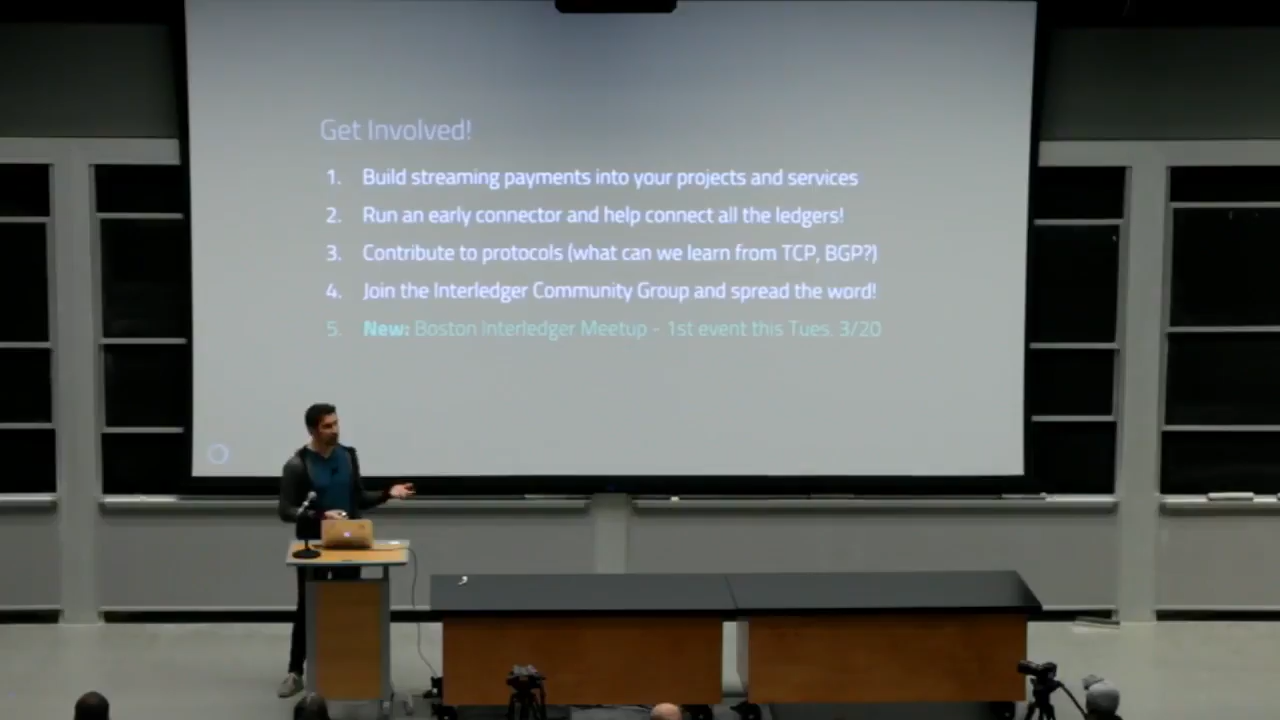 Get Involved!
1. Build streaming payments into your projects and services
2. Run an early connector and help connect all the ledgers!
3. Contribute to protocols (what can we learn from TCP, BGP?)
4. Join the Interledger Community Group and spread the word!
5. New: Boston Interledger Meetup - 1st event this Tues. 3/20